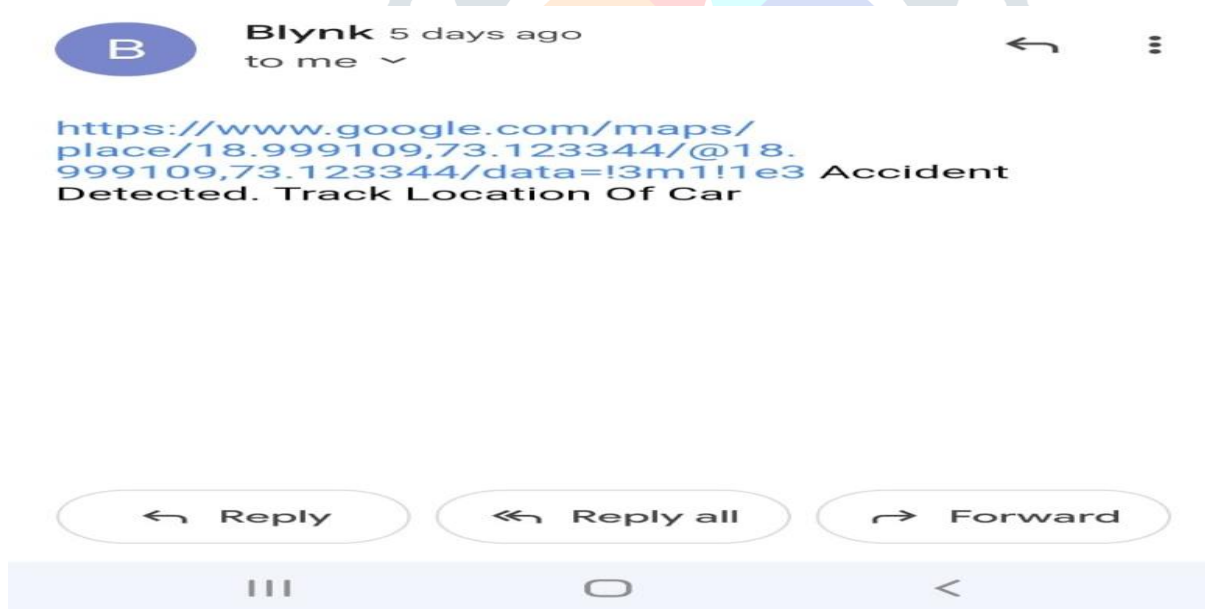 B
Blynk 5 days ago
to me
https://www.google.com/maps/
place/18.999109,73.123344/@18.
999109,73.123344/data=!3m1!1e3 Accident
Detected. Track Location Of Car
Reply
Reply all
Forward